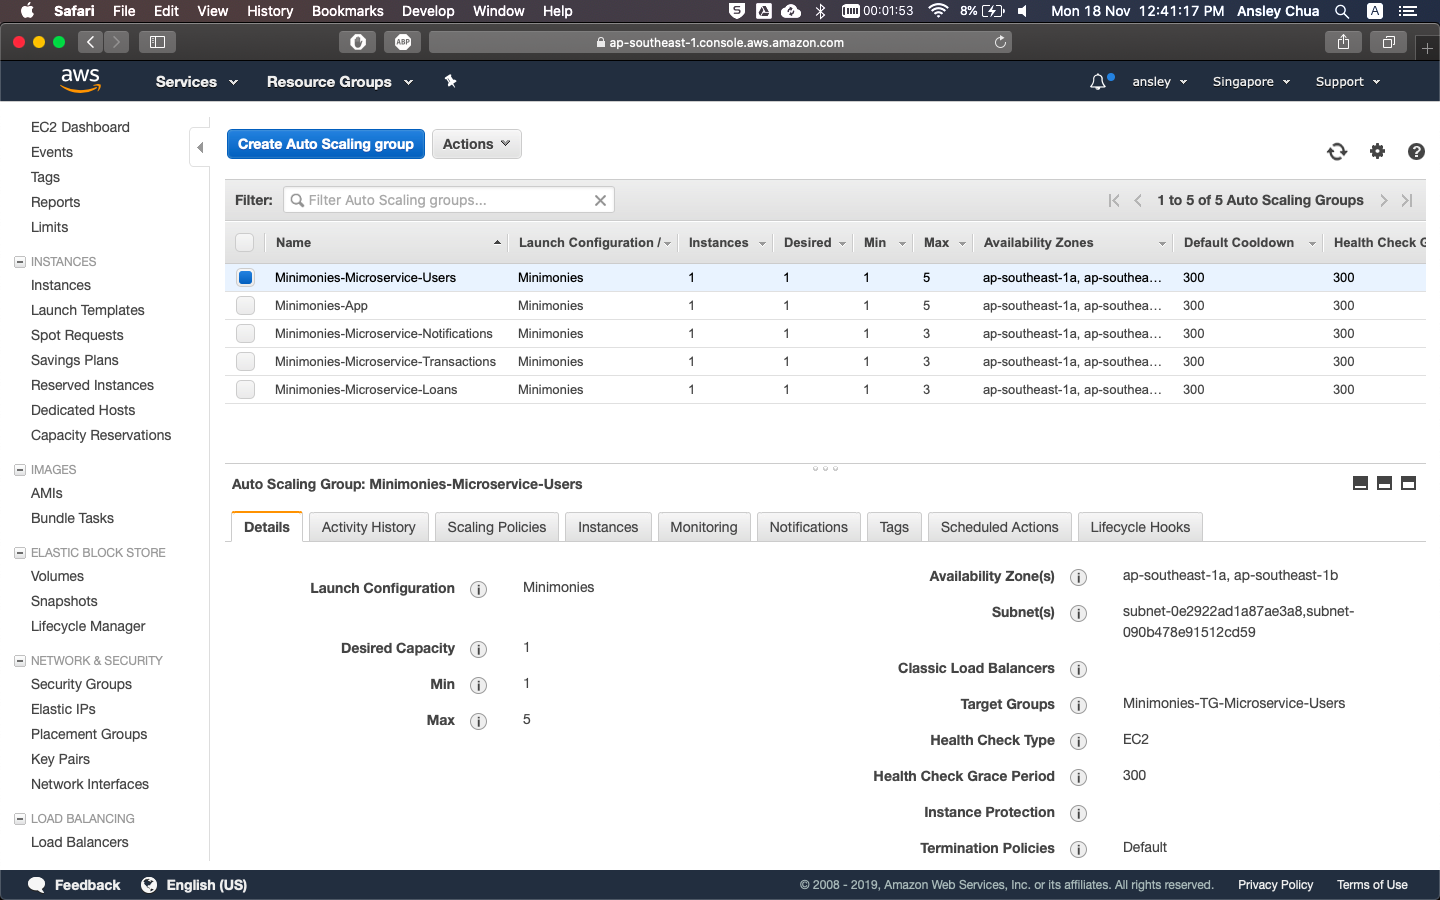 Safari File Edit View History Bookmarks Develop Window Help S 00:01:53 8% Mon 18 Nov 12:41:17 PM Ansley Chua A
ABP ap-southeast-1.console.aws.amazon.com
aws Services Resource Groups ansley Singapore Support
EC2 Dashboard
Events
Tags
Reports
Limits
INSTANCES
Instances
Launch Templates
Spot Requests
Savings Plans
Reserved Instances
Dedicated Hosts
Capacity Reservations
IMAGES
AMIs
Bundle Tasks
ELASTIC BLOCK STORE
Volumes
Snapshots
Lifecycle Manager
NETWORK & SECURITY
Security Groups
Elastic IPs
Placement Groups
Key Pairs
Network Interfaces
LOAD BALANCING
Load Balancers
Create Auto Scaling group Actions
Filter: Filter Auto Scaling groups... 1 to 5 of 5 Auto Scaling Groups
Name Launch Configuration / Instances Desired Min Max Availability Zones Default Cooldown Health Check G
Minimonies-Microservice-Users Minimonies 1 1 1 5 ap-southeast-1a, ap-southea... 300 300
Minimonies-App Minimonies 1 1 1 5 ap-southeast-1a, ap-southea... 300 300
Minimonies-Microservice-Notifications Minimonies 1 1 1 3 ap-southeast-1a, ap-southea... 300 300
Minimonies-Microservice-Transactions Minimonies 1 1 1 3 ap-southeast-1a, ap-southea... 300 300
Minimonies-Microservice-Loans Minimonies 1 1 1 3 ap-southeast-1a, ap-southea... 300 300
Auto Scaling Group: Minimonies-Microservice-Users
Details Activity History Scaling Policies Instances Monitoring Notifications Tags Scheduled Actions Lifecycle Hooks
Launch Configuration Minimonies
Desired Capacity 1
Min 1
Max 5
Availability Zone(s) ap-southeast-1a, ap-southeast-1b
Subnet(s) subnet-0e2922ad1a87ae3a8,subnet-
090b478e91512cd59
Classic Load Balancers
Target Groups Minimonies-TG-Microservice-Users
Health Check Type EC2
Health Check Grace Period 300
Instance Protection
Termination Policies Default
Feedback English (US) © 2008 - 2019, Amazon Web Services, Inc. or its affiliates. All rights reserved. Privacy Policy Terms of Use